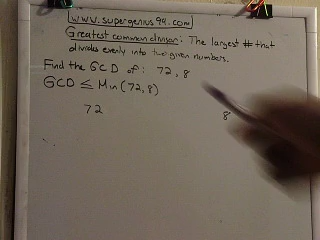 www.supergenius99.com
Greatest common divisor: The largest # that
divides evenly into two given numbers.
Find the GCD of: 72, 8
GCD ≤ Min(72,8)
72 8